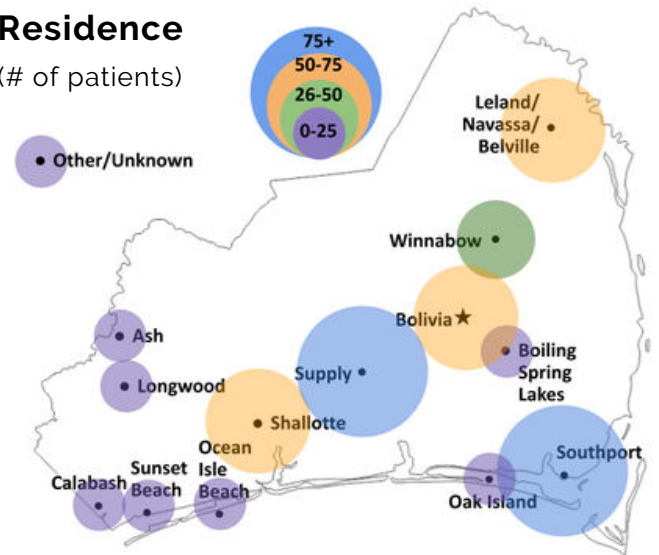 Residence
(# of patients)
75+
50-75
26-50
0-25
Leland/
Navassa/
Belville
Other/Unknown
Winnabow
Bolivia
Ash
Boiling
Spring
Lakes
Supply
Longwood
Shallotte
Ocean
Isle
Beach
Southport
Calabash
Sunset
Beach
Oak Island